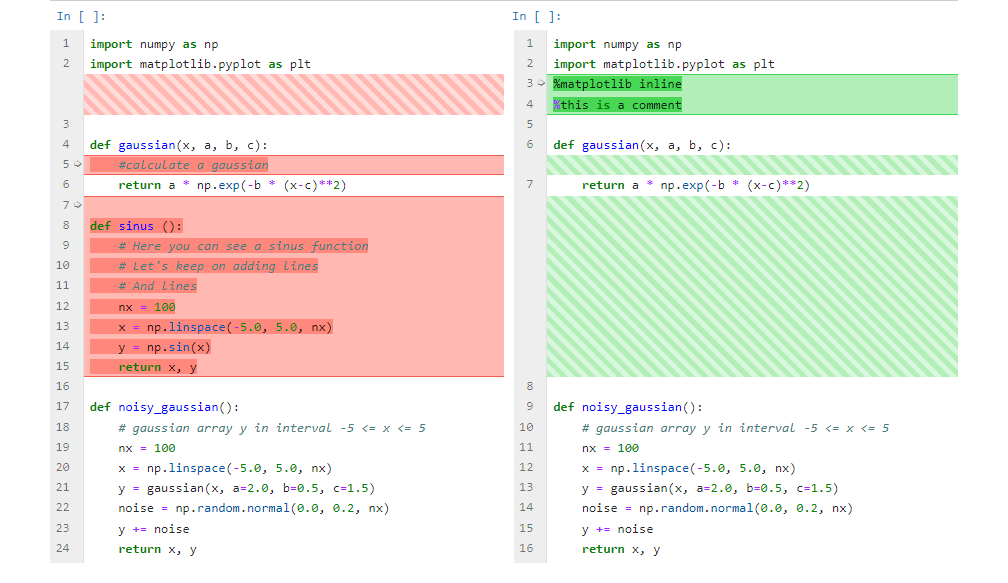 In [ ]:
1 import numpy as np
2 import matplotlib.pyplot as plt
3
4 def gaussian(x, a, b, c):
5 #calculate a gaussian
6 return a * np.exp(-b * (x-c)**2)
7
8 def sinus ():
9 # Here you can see a sinus function
10 # Let's keep on adding lines
11 # And lines
12 nx = 100
13 x = np.linspace(-5.0, 5.0, nx)
14 y = np.sin(x)
15 return x, y
16
17 def noisy_gaussian():
18 # gaussian array y in interval -5 <= x <= 5
19 nx = 100
20 x = np.linspace(-5.0, 5.0, nx)
21 y = gaussian(x, a=2.0, b=0.5, c=1.5)
22 noise = np.random.normal(0.0, 0.2, nx)
23 y += noise
24 return x, y
In [ ]:
1 import numpy as np
2 import matplotlib.pyplot as plt
3 %matplotlib inline
4 %this is a comment
5
6 def gaussian(x, a, b, c):
7 return a * np.exp(-b * (x-c)**2)
8
9 def noisy_gaussian():
10 # gaussian array y in interval -5 <= x <= 5
11 nx = 100
12 x = np.linspace(-5.0, 5.0, nx)
13 y = gaussian(x, a=2.0, b=0.5, c=1.5)
14 noise = np.random.normal(0.0, 0.2, nx)
15 y += noise
16 return x, y